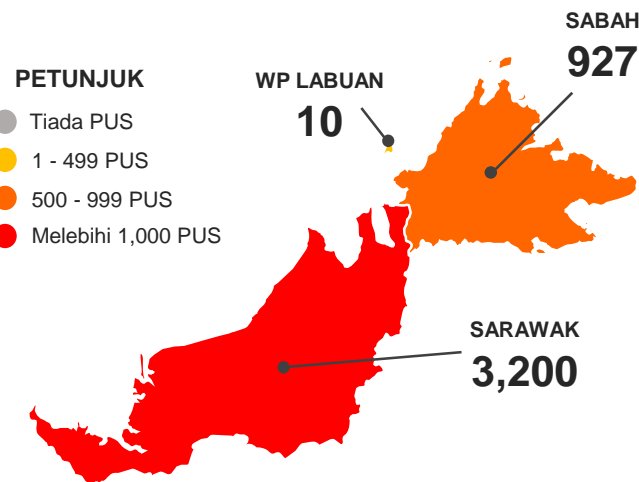 SABAH
927
PETUNJUK
WP LABUAN
10
Tiada PUS
1 - 499 PUS
500 - 999 PUS
Melebihi 1,000 PUS
SARAWAK
3,200